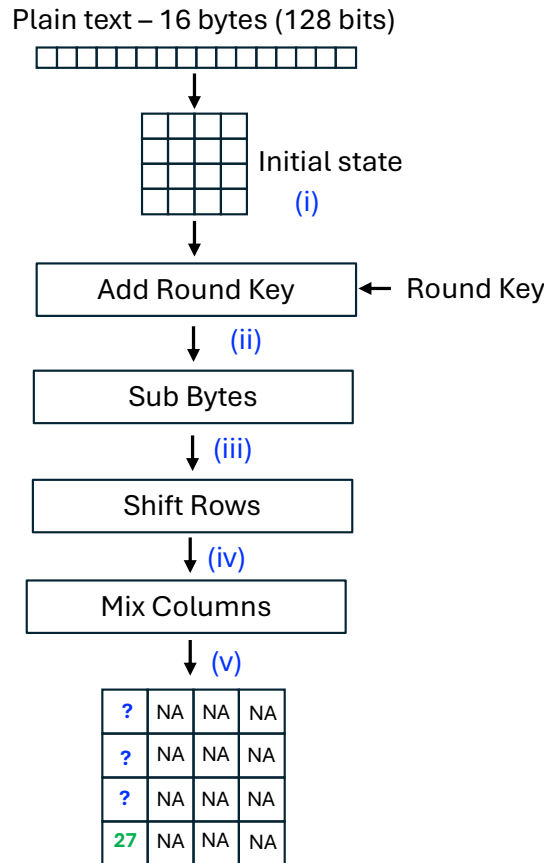 Plain text – 16 bytes (128 bits)
Initial state
(i)
Add Round Key
Round Key
(ii)
Sub Bytes
(iii)
Shift Rows
(iv)
Mix Columns
(v)
? NA NA NA
? NA NA NA
? NA NA NA
27 NA NA NA